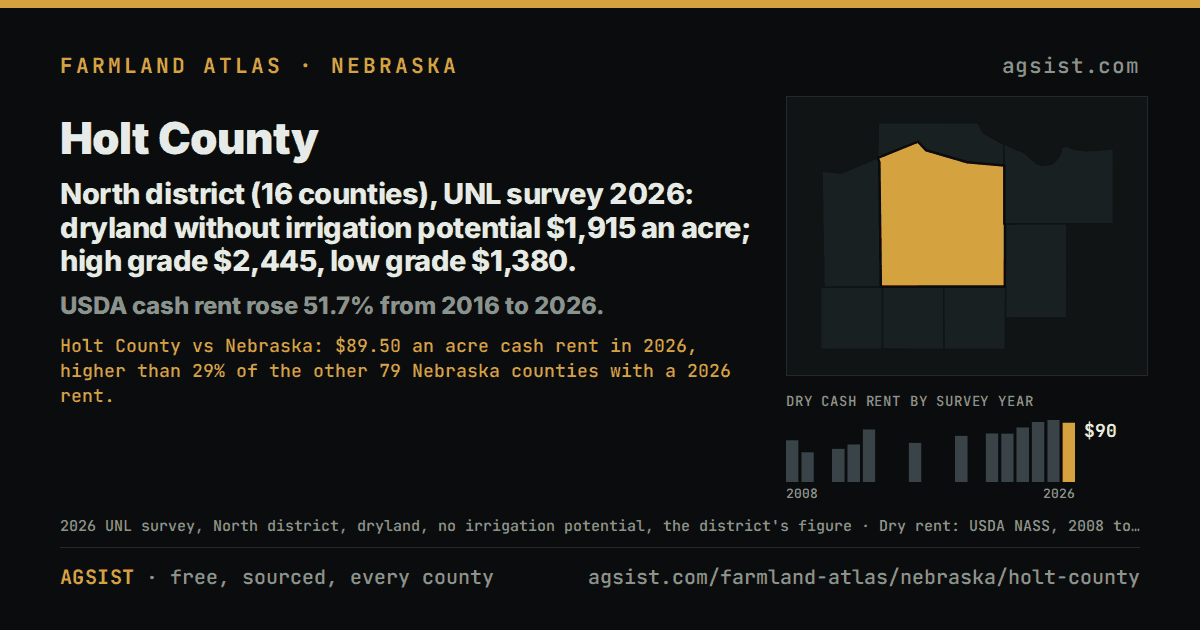 FARMLAND ATLAS · NEBRASKA
agsist.com
Holt County
North district (16 counties), UNL survey 2026:
dryland without irrigation potential $1,915 an acre;
high grade $2,445, low grade $1,380.
USDA cash rent rose 51.7% from 2016 to 2026.
Holt County vs Nebraska: $89.50 an acre cash rent in 2026,
higher than 29% of the other 79 Nebraska counties with a 2026
rent.
DRY CASH RENT BY SURVEY YEAR
$90
2008 2026
2026 UNL survey, North district, dryland, no irrigation potential, the district's figure · Dry rent: USDA NASS, 2008 to…
AGSIST · free, sourced, every county
agsist.com/farmland-atlas/nebraska/holt-county